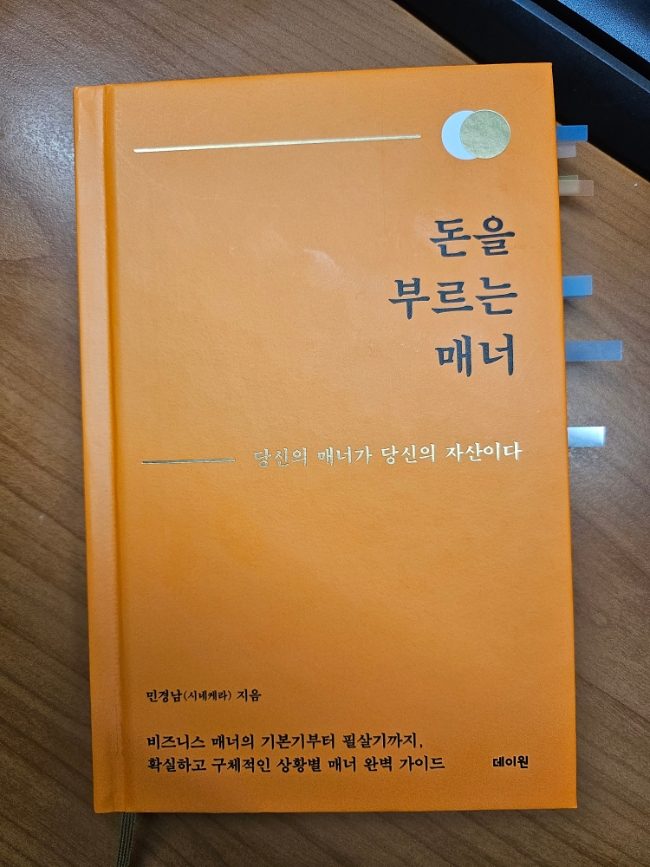 돈을
부르는
매너
당신의 매너가 당신의 자산이다
민경남(시네케라) 지음
비즈니스 매너의 기본기부터 필살기까지,
확실하고 구체적인 상황별 매너 완벽 가이드
데이원